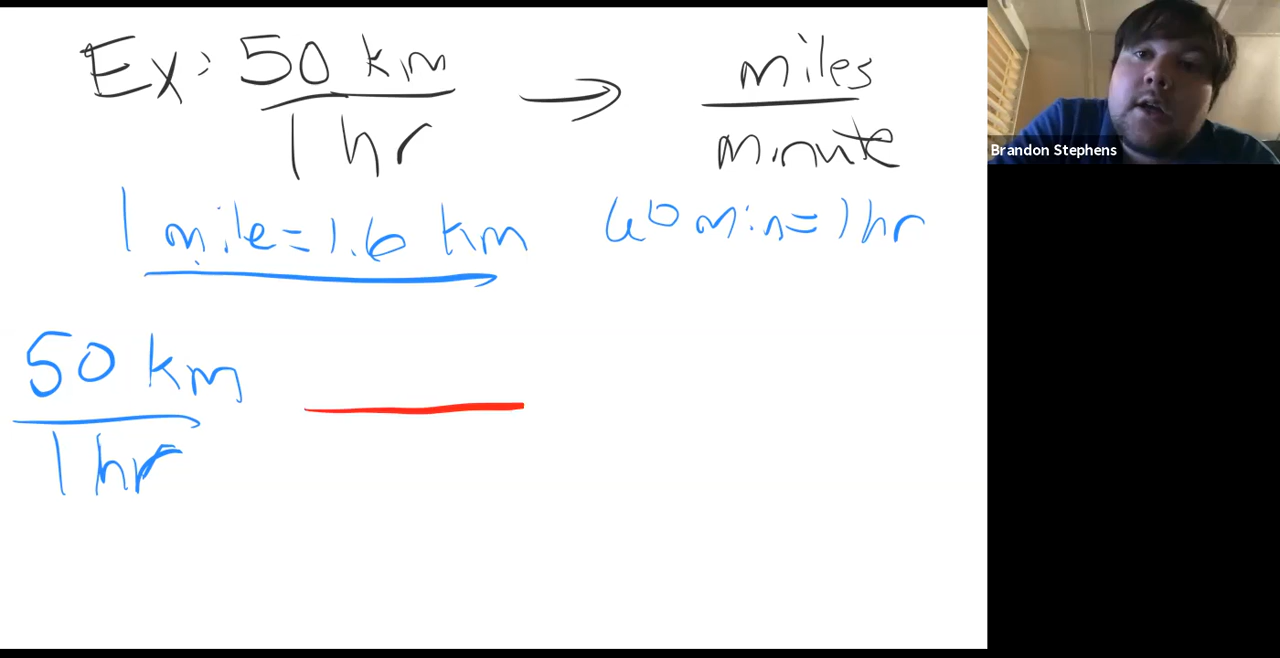 Ex: 50 km → miles
1 hr minute
1 mile = 1.6 km 60 min = 1 hr
50 km
1 hr
Brandon Stephens